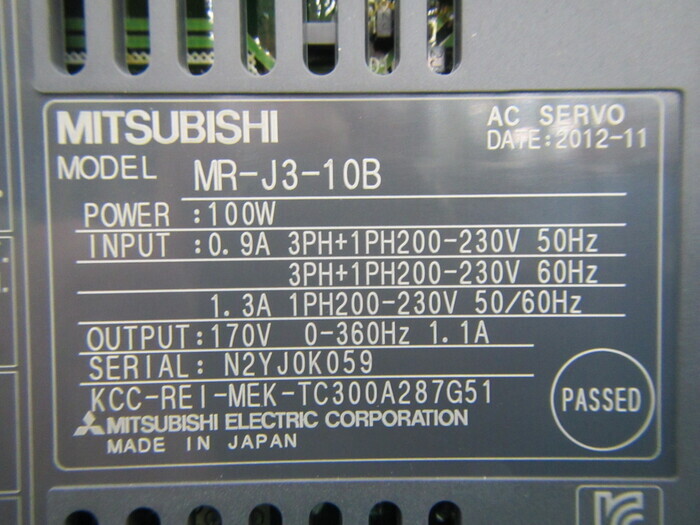 MITSUBISHI
AC SERVO
DATE:2012-11
MODEL MR-J3-10B
POWER :100W
INPUT :0.9A 3PH+1PH200-230V 50Hz
3PH+1PH200-230V 60Hz
1.3A 1PH200-230V 50/60Hz
OUTPUT:170V 0-360Hz 1.1A
SERIAL: N2YJ0K059
KCC-REI-MEK-TC300A287G51
PASSED
MITSUBISHI ELECTRIC CORPORATION
MADE IN JAPAN